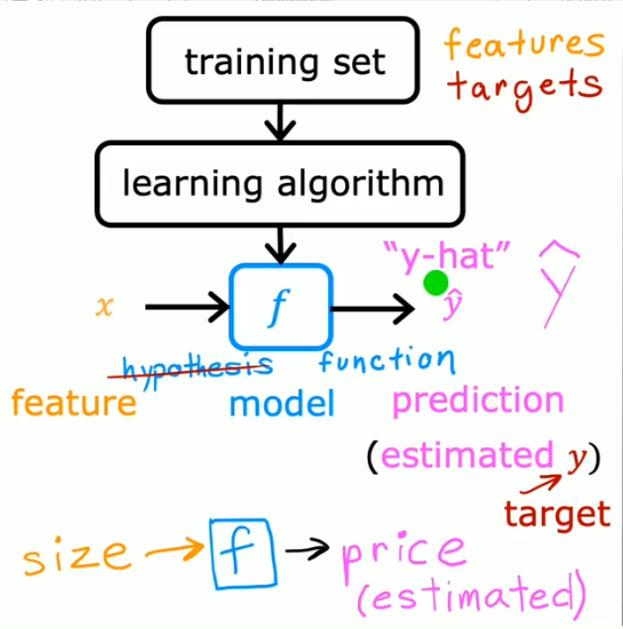 training set
features
targets
learning algorithm
"y-hat"
x
f
ŷ
ŷ
hypothesis function
feature model prediction
(estimated y)
target
size f price
(estimated)